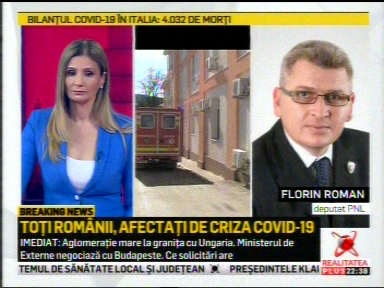 BILANȚUL COVID-19 ÎN ITALIA: 4.032 DE MORȚI
FLORIN ROMAN
deputat PNL
BREAKING NEWS
TOȚI ROMÂNII, AFECTAȚI DE CRIZA COVID-19
IMEDIAT: Aglomerație mare la granița cu Ungaria. Ministerul de
Externe negociază cu Budapeste. Ce solicitări are
TEMUL DE SĂNĂTATE LOCAL ȘI JUDEȚEAN
PREȘEDINTELE KLAU
REALITATEA
PLUS 22:38